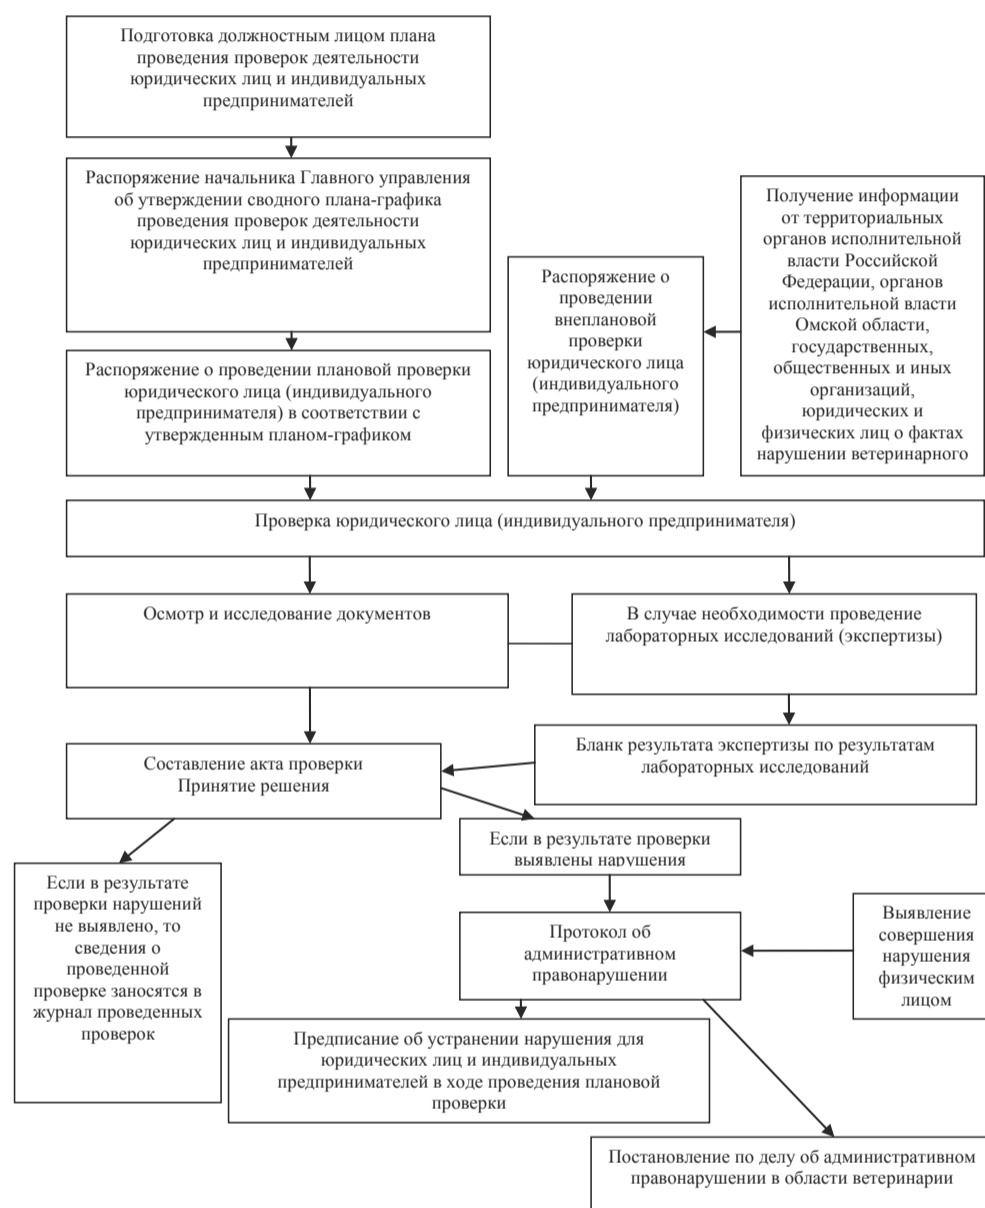 Подготовка должностным лицом плана
проведения проверок деятельности
юридических лиц и индивидуальных
предпринимателей
Распоряжение начальника Главного управления
об утверждении сводного плана-графика
проведения проверок деятельности
юридических лиц и индивидуальных
предпринимателей
Получение информации
от территориальных
органов исполнительной
власти Российской
Федерации, органов
исполнительной власти
Омской области,
государственных,
общественных и иных
организаций,
юридических и
физических лиц о фактах
нарушении ветеринарного
Распоряжение о
проведении
внеплановой
проверки
юридического лица
(индивидуального
предпринимателя)
Распоряжение о проведении плановой проверки
юридического лица (индивидуального
предпринимателя) в соответствии с
утвержденным планом-графиком
Проверка юридического лица (индивидуального предпринимателя)
Осмотр и исследование документов
В случае необходимости проведение
лабораторных исследований (экспертизы)
Бланк результата экспертизы по результатам
лабораторных исследований
Составление акта проверки
Принятие решения
Если в результате проверки
выявлены нарушения
Если в результате
проверки нарушений
не выявлено, то
сведения о
проведенной
проверке заносятся в
журнал проведенных
проверок
Протокол об
административном
правонарушении
Выявление
совершения
нарушения
физическим
лицом
Предписание об устранении нарушения для
юридических лиц и индивидуальных
предпринимателей в ходе проведения плановой
проверки
Постановление по делу об административном
правонарушении в области ветеринарии